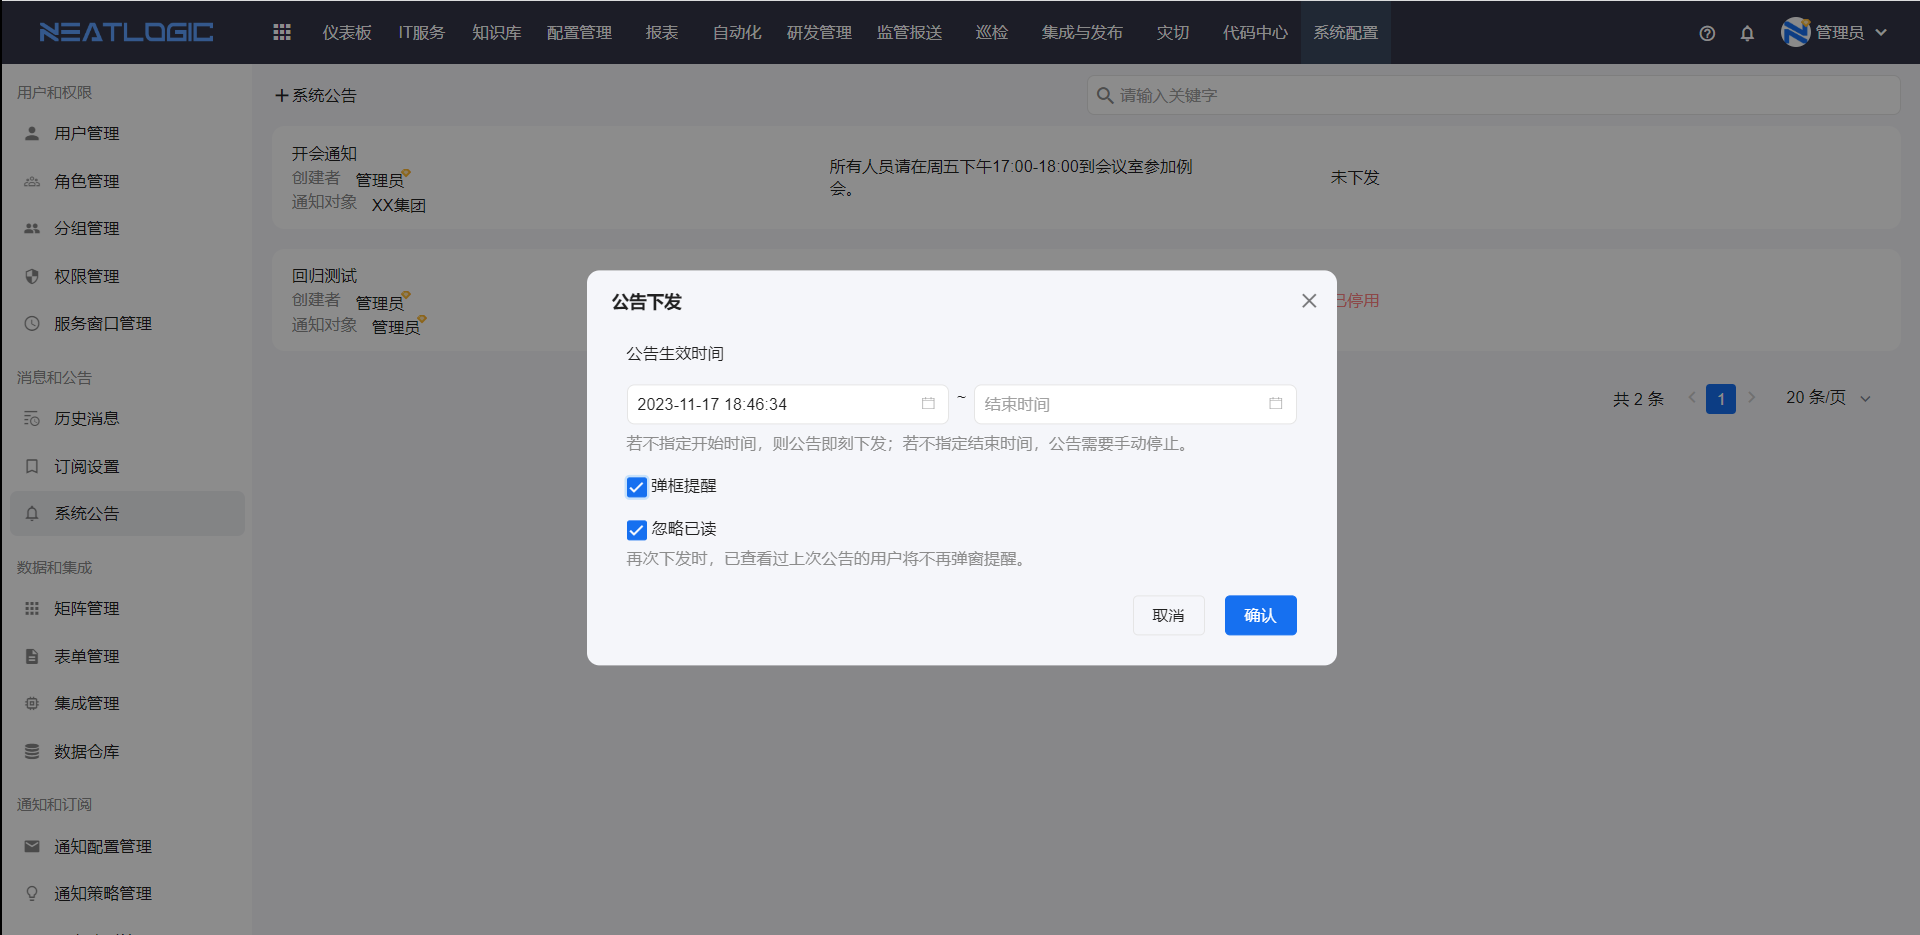 NEATLOGIC
仪表板 IT服务 知识库 配置管理 报表 自动化 研发管理 监管报送 巡检 集成与发布 灾切 代码中心 系统配置
管理员
用户和权限
用户管理
角色管理
分组管理
权限管理
服务窗口管理
消息和公告
历史消息
订阅设置
系统公告
数据和集成
矩阵管理
表单管理
集成管理
数据仓库
通知和订阅
通知配置管理
通知策略管理
系统公告
请输入关键字
开会通知
创建者 管理员
通知对象 XX集团
所有人员请在周五下午17:00-18:00到会议室参加例
会。
未下发
回归测试
创建者 管理员
通知对象 管理员
已停用
共 2 条 1 20 条/页
公告下发
公告生效时间
2023-11-17 18:46:34 ~ 结束时间
若不指定开始时间，则公告即刻下发；若不指定结束时间，公告需要手动停止。
弹框提醒
忽略已读
再次下发时，已查看过上次公告的用户将不再弹窗提醒。
取消 确认